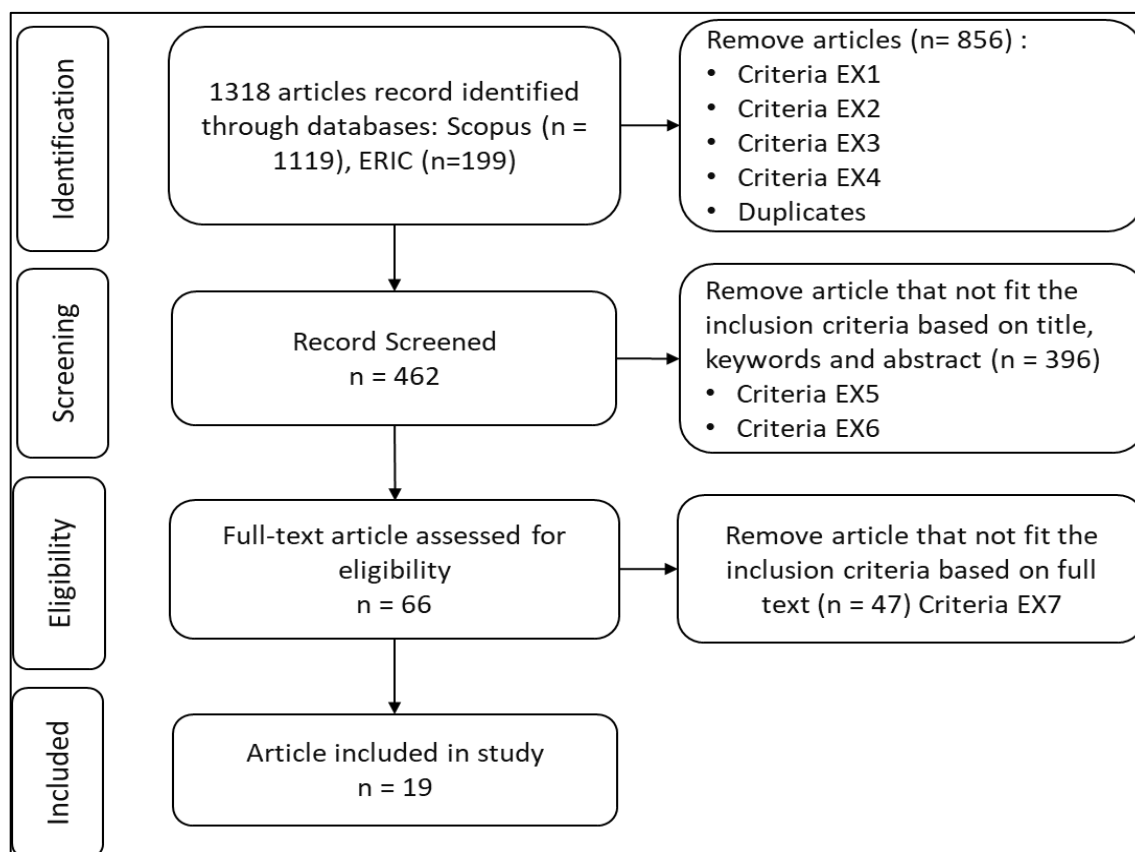 Identification
1318 articles record identified
through databases: Scopus (n =
1119), ERIC (n=199)
Remove articles (n= 856) :
• Criteria EX1
• Criteria EX2
• Criteria EX3
• Criteria EX4
• Duplicates
Screening
Record Screened
n = 462
Remove article that not fit the
inclusion criteria based on title,
keywords and abstract (n = 396)
• Criteria EX5
• Criteria EX6
Eligibility
Full-text article assessed for
eligibility
n = 66
Remove article that not fit the
inclusion criteria based on full
text (n = 47) Criteria EX7
Included
Article included in study
n = 19